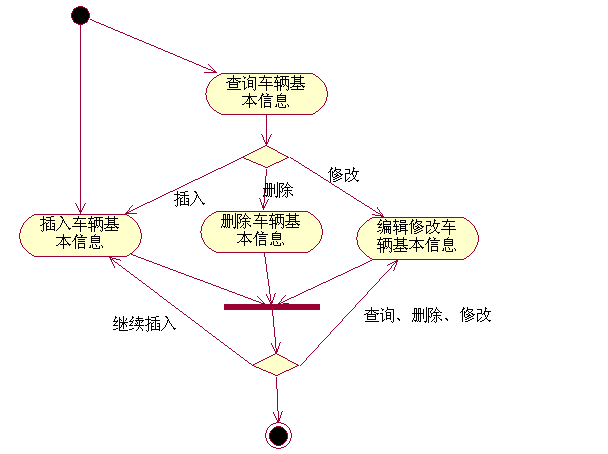 查询车辆基
本信息
修改
插入
删除
插入车辆基
本信息
删除车辆基
本信息
编辑修改车
辆基本信息
继续插入
查询、删除、修改